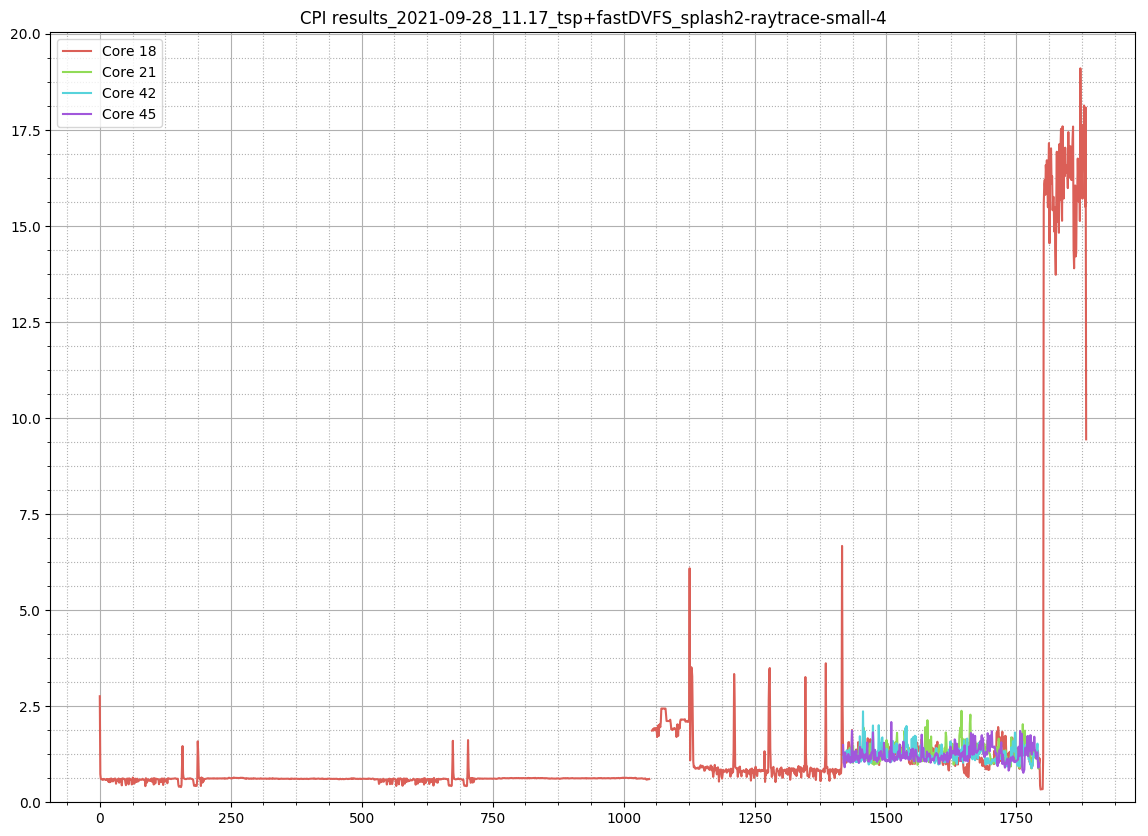 CPI results_2021-09-28_11.17_tsp+fastDVFS_splash2-raytrace-small-4
Core 18
Core 21
Core 42
Core 45
20.0
17.5
15.0
12.5
10.0
7.5
5.0
2.5
0.0
0 250 500 750 1000 1250 1500 1750